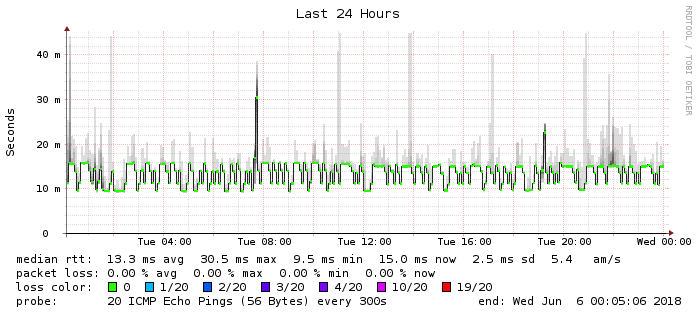 Last 24 Hours
RRDTOOL / TOBI OETIKER
Seconds
40 m
30 m
20 m
10 m
0
Tue 04:00 Tue 08:00 Tue 12:00 Tue 16:00 Tue 20:00 Wed 00:00
median rtt: 13.3 ms avg 30.5 ms max 9.5 ms min 15.0 ms now 2.5 ms sd 5.4 am/s
packet loss: 0.00 % avg 0.00 % max 0.00 % min 0.00 % now
loss color: 0 1/20 2/20 3/20 4/20 10/20 19/20
probe: 20 ICMP Echo Pings (56 Bytes) every 300s end: Wed Jun 6 00:05:06 2018